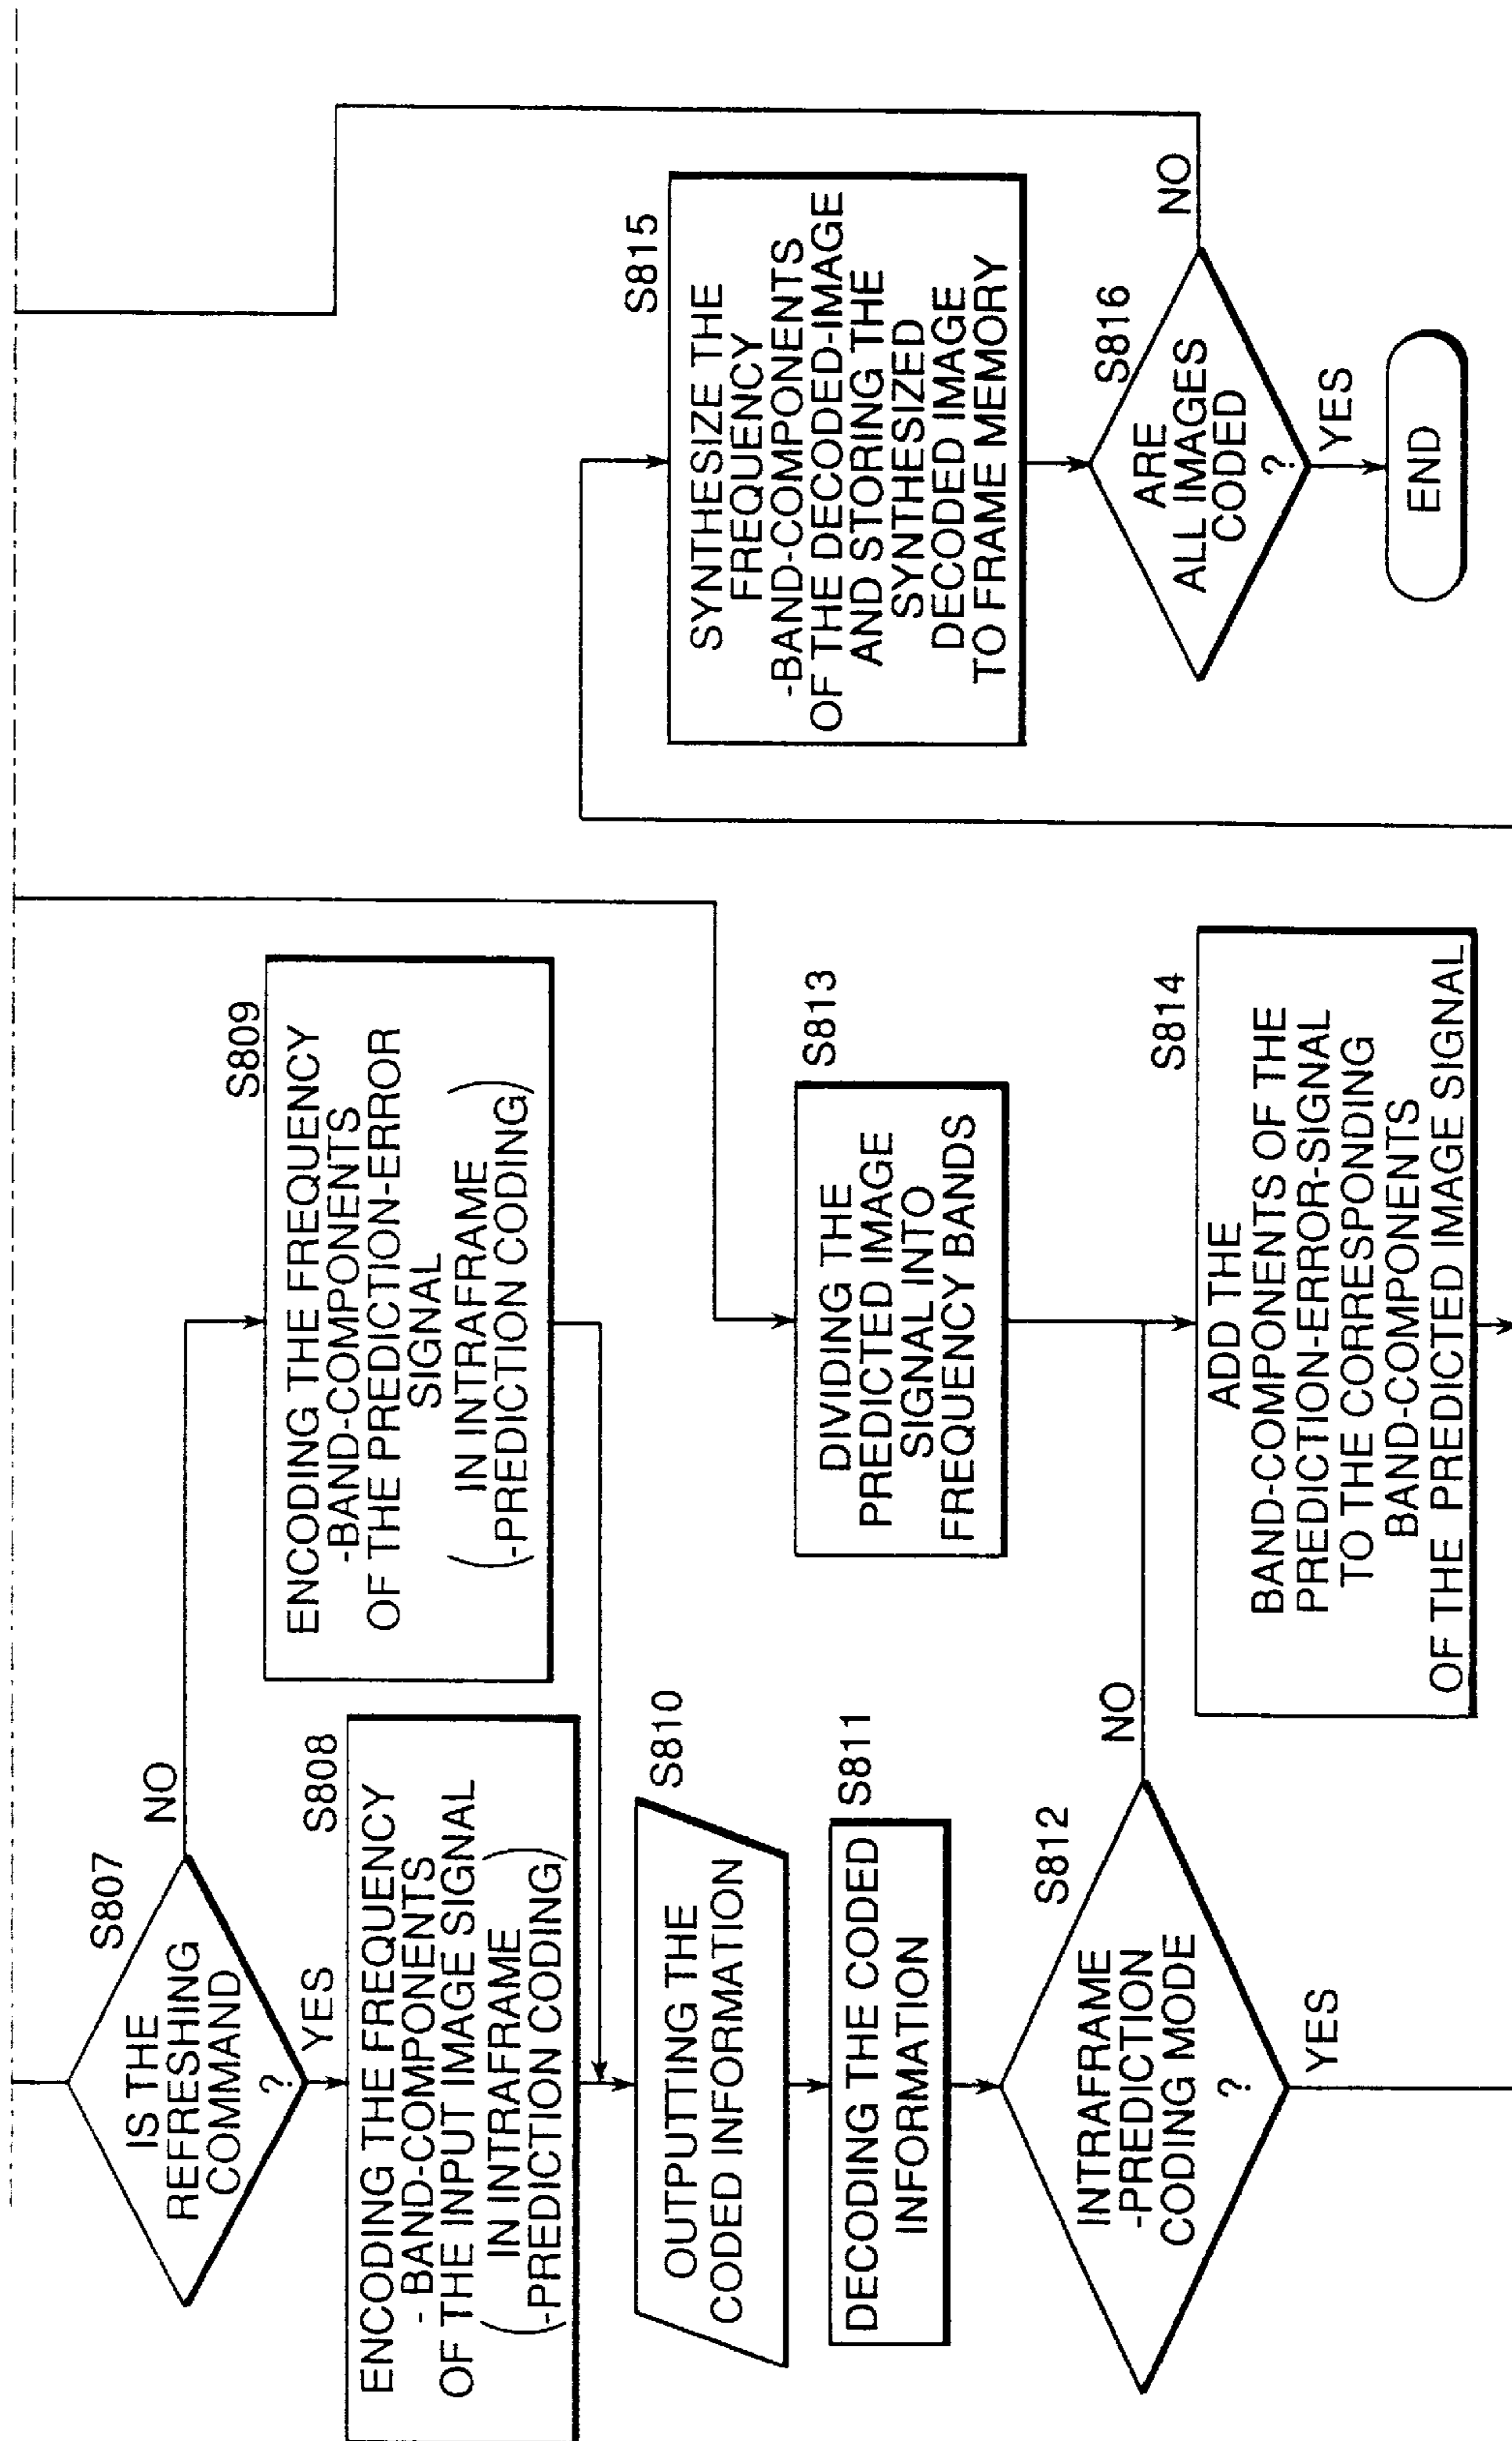 S807
IS THE
REFRESHING
COMMAND
?
NO
YES
S808
ENCODING THE FREQUENCY
- BAND-COMPONENTS
OF THE INPUT IMAGE SIGNAL
( IN INTRAFRAME
-PREDICTION CODING )
S809
ENCODING THE FREQUENCY
-BAND-COMPONENTS
OF THE PREDICTION-ERROR
SIGNAL
( IN INTRAFRAME
-PREDICTION CODING )
S810
OUTPUTTING THE
CODED INFORMATION
S811
DECODING THE CODED
INFORMATION
S812
INTRAFRAME
-PREDICTION
CODING MODE
?
NO
YES
S813
DIVIDING THE
PREDICTED IMAGE
SIGNAL INTO
FREQUENCY BANDS
S814
ADD THE
BAND-COMPONENTS OF THE
PREDICTION-ERROR-SIGNAL
TO THE CORRESPONDING
BAND-COMPONENTS
OF THE PREDICTED IMAGE SIGNAL
S815
SYNTHESIZE THE
FREQUENCY
-BAND-COMPONENTS
OF THE DECODED-IMAGE
AND STORING THE
SYNTHESIZED
DECODED IMAGE
TO FRAME MEMORY
S816
ARE
ALL IMAGES
CODED
?
NO
YES
END